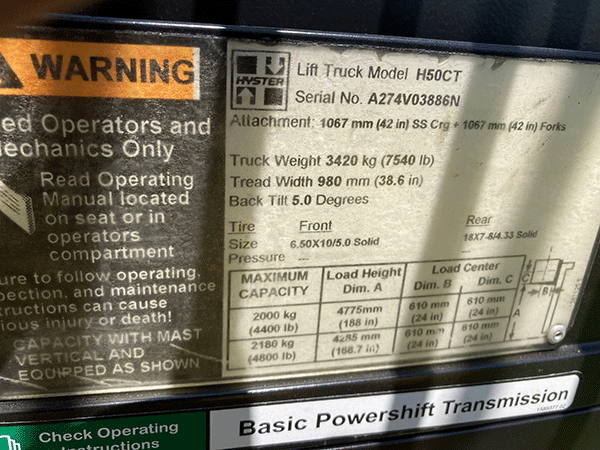 WARNING
ed Operators and
echanics Only
Read Operating
Manual located
on seat or in
operators
compartment
ure to follow operating,
pection, and maintenance
tructions can cause
ious injury or death!
CAPACITY WITH MAST
VERTICAL AND
EQUIPPED AS SHOWN
HYSTER
Lift Truck Model H50CT
Serial No. A274V03886N
Attachment: 1067 mm (42 in) SS Crg + 1067 mm (42 in) Forks
Truck Weight 3420 kg (7540 lb)
Tread Width 980 mm (38.6 in)
Back Tilt 5.0 Degrees
Tire Front Rear
Size 6.50X10/5.0 Solid 18X7-8/4.33 Solid
Pressure
MAXIMUM CAPACITY Load Height Dim. A Load Center Dim. B Dim. C
2000 kg (4400 lb) 4775mm (188 in) 610 mm (24 in) 610 mm (24 in)
2180 kg (4800 lb) 4285 mm (168.7 in) 610 mm (24 in) 610 mm (24 in)
C
B
A
Basic Powershift Transmission
Check Operating
Instructions